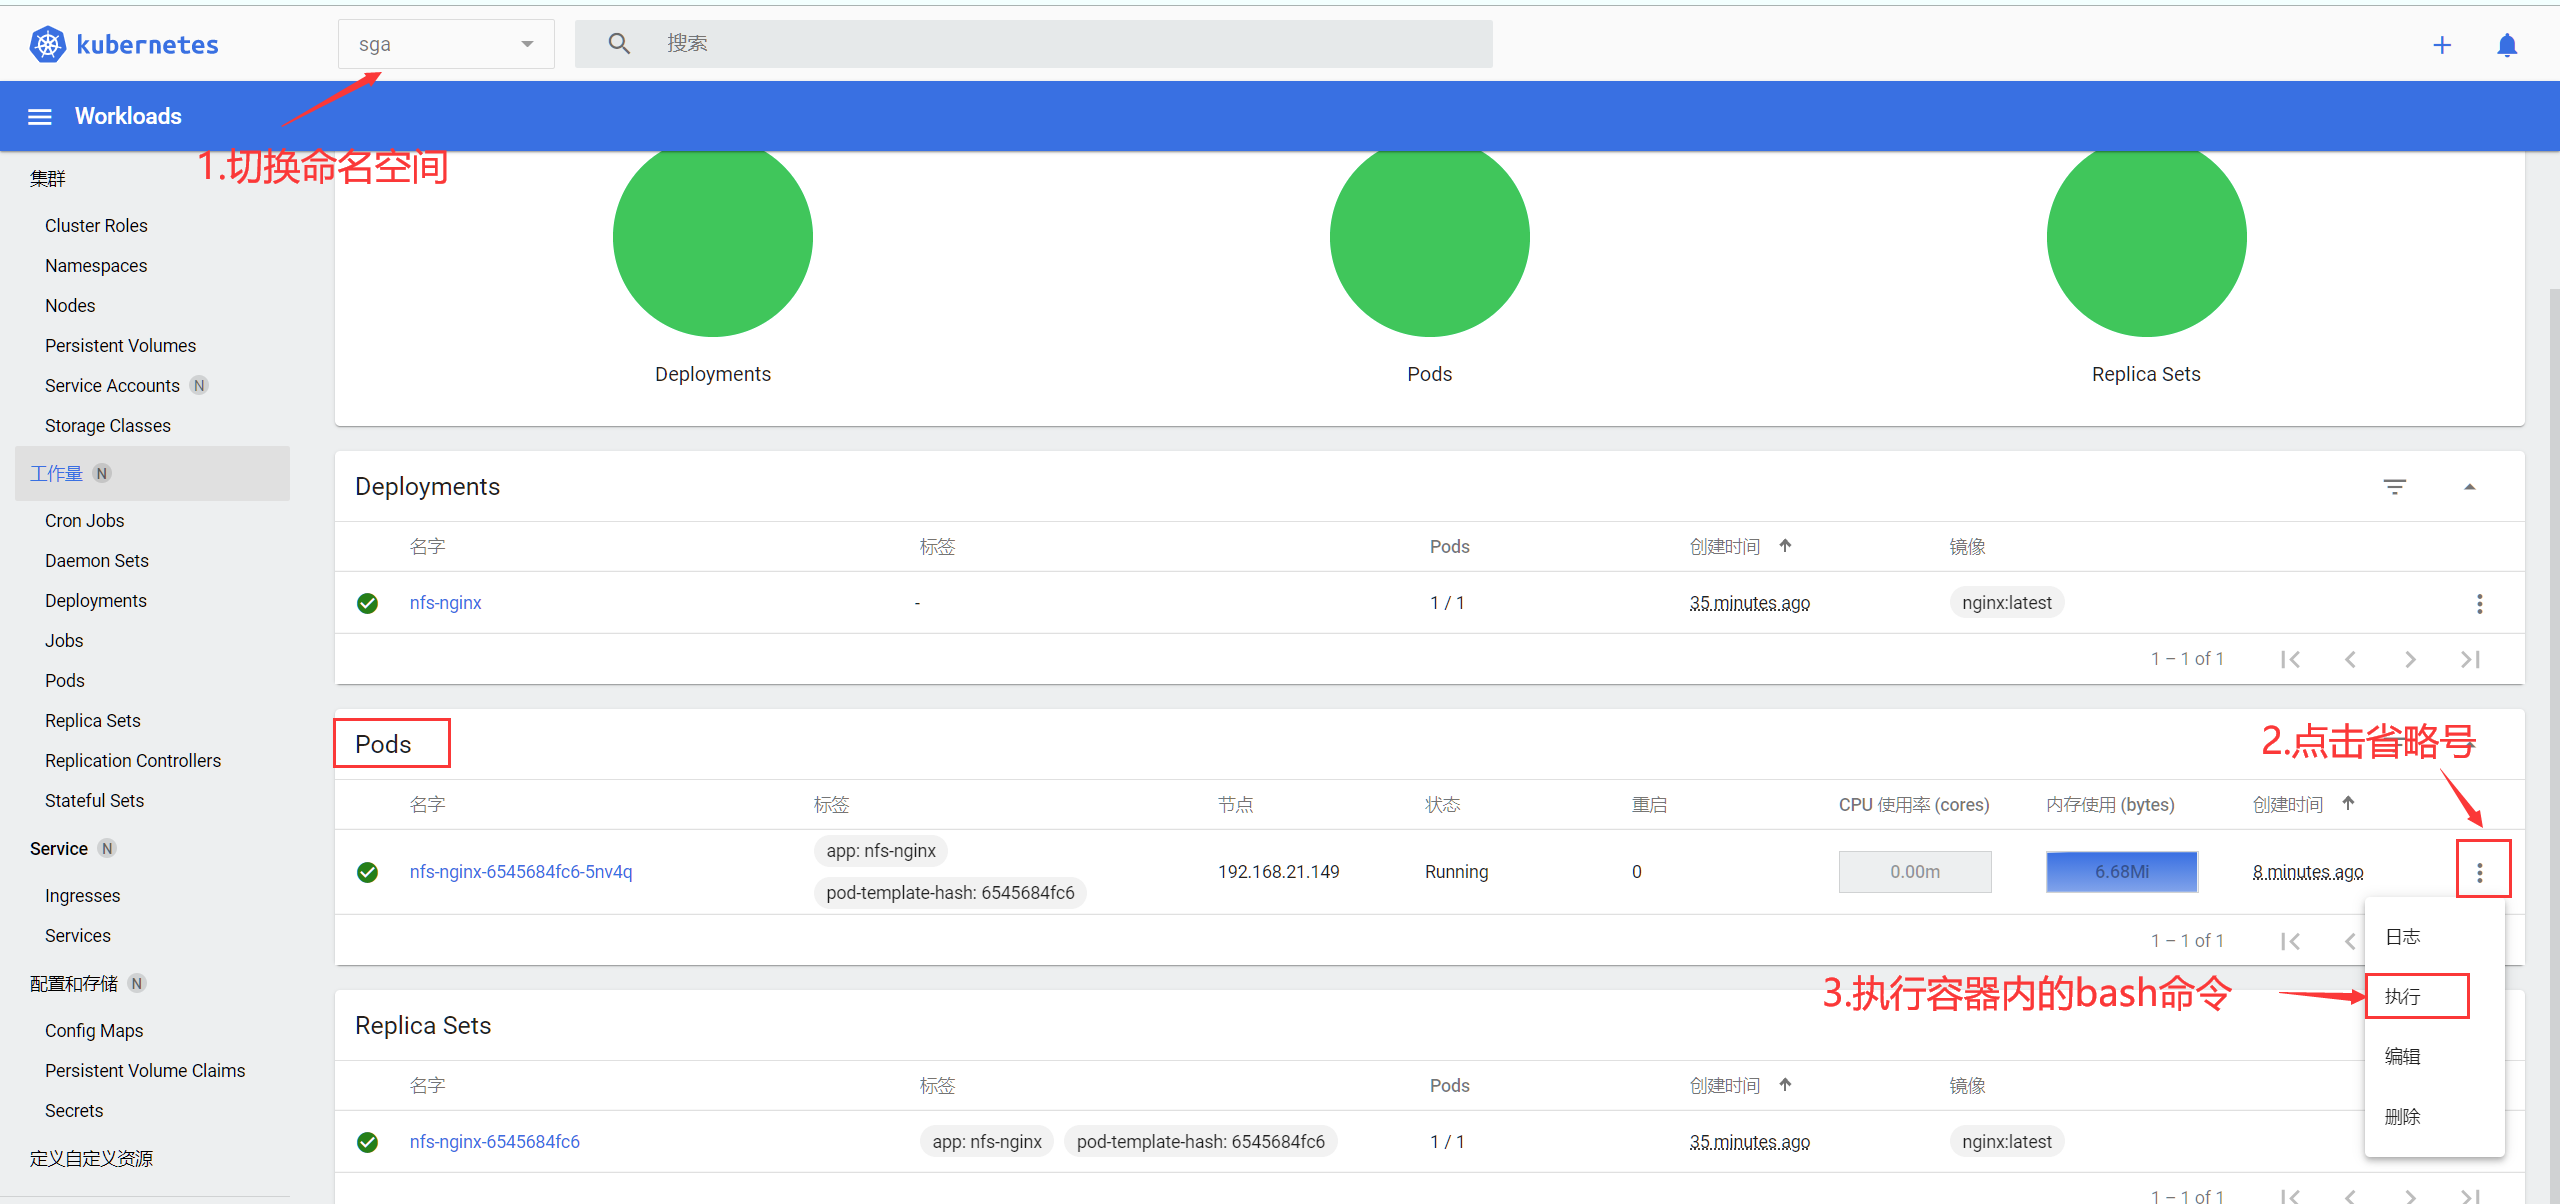 kubernetes
sga
搜索
Workloads
1.切换命名空间
集群
Cluster Roles
Namespaces
Nodes
Persistent Volumes
Service Accounts N
Storage Classes
工作量 N
Cron Jobs
Daemon Sets
Deployments
Jobs
Pods
Replica Sets
Replication Controllers
Stateful Sets
Service N
Ingresses
Services
配置和存储 N
Config Maps
Persistent Volume Claims
Secrets
定义自定义资源
Deployments Pods Replica Sets
Deployments
名字 标签 Pods 创建时间 镜像
nfs-nginx - 1 / 1 35 minutes ago nginx:latest
1 – 1 of 1
Pods
2.点击省略号
名字 标签 节点 状态 重启 CPU 使用率 (cores) 内存使用 (bytes) 创建时间
app: nfs-nginx
nfs-nginx-6545684fc6-5nv4q 192.168.21.149 Running 0 0.00m 6.68Mi 8 minutes ago
pod-template-hash: 6545684fc6
1 – 1 of 1
日志
3.执行容器内的bash命令
执行
编辑
删除
Replica Sets
名字 标签 Pods 创建时间 镜像
nfs-nginx-6545684fc6 app: nfs-nginx pod-template-hash: 6545684fc6 1 / 1 35 minutes ago nginx:latest
1 – 1 of 1